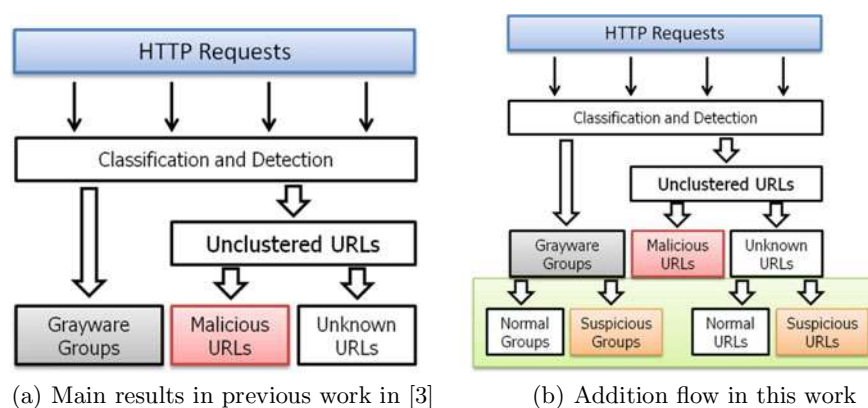 HTTP Requests
Classification and Detection
Unclustered URLs
Grayware
Groups
Malicious
URLs
Unknown
URLs
(a) Main results in previous work in [3]
HTTP Requests
Classification and Detection
Unclustered URLs
Grayware
Groups
Malicious
URLs
Unknown
URLs
Normal
Groups
Suspicious
Groups
Normal
URLs
Suspicious
URLs
(b) Addition flow in this work